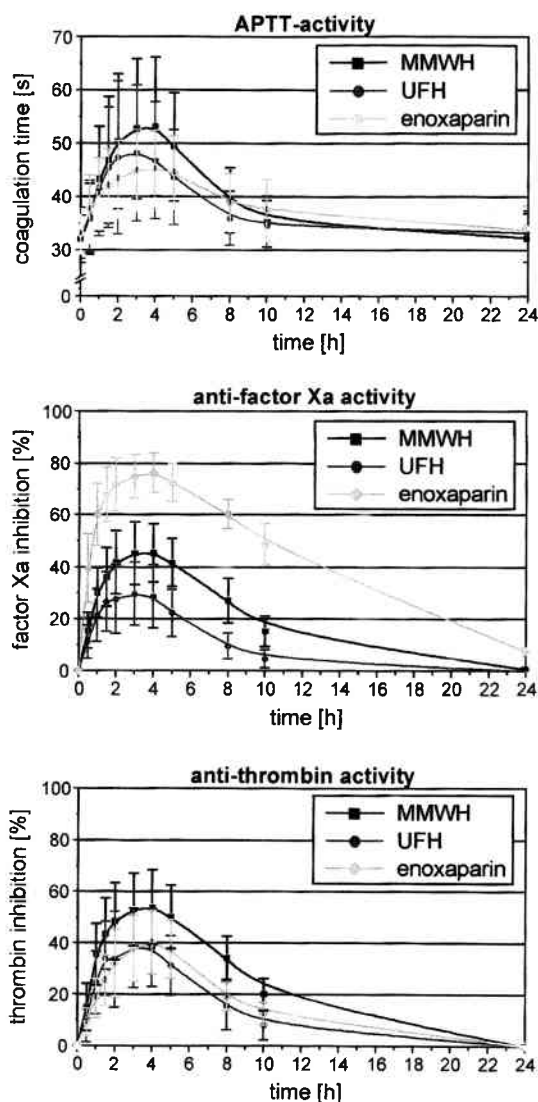 APTT-activity
70
60
50
40
30
0
coagulation time [s]
MMWH
UFH
enoxaparin
0 2 4 6 8 10 12 14 16 18 20 22 24
time [h]
anti-factor Xa activity
100
80
60
40
20
0
factor Xa inhibition [%]
MMWH
UFH
enoxaparin
0 2 4 6 8 10 12 14 16 18 20 22 24
time [h]
anti-thrombin activity
100
80
60
40
20
0
thrombin inhibition [%]
MMWH
UFH
enoxaparin
0 2 4 6 8 10 12 14 16 18 20 22 24
time [h]